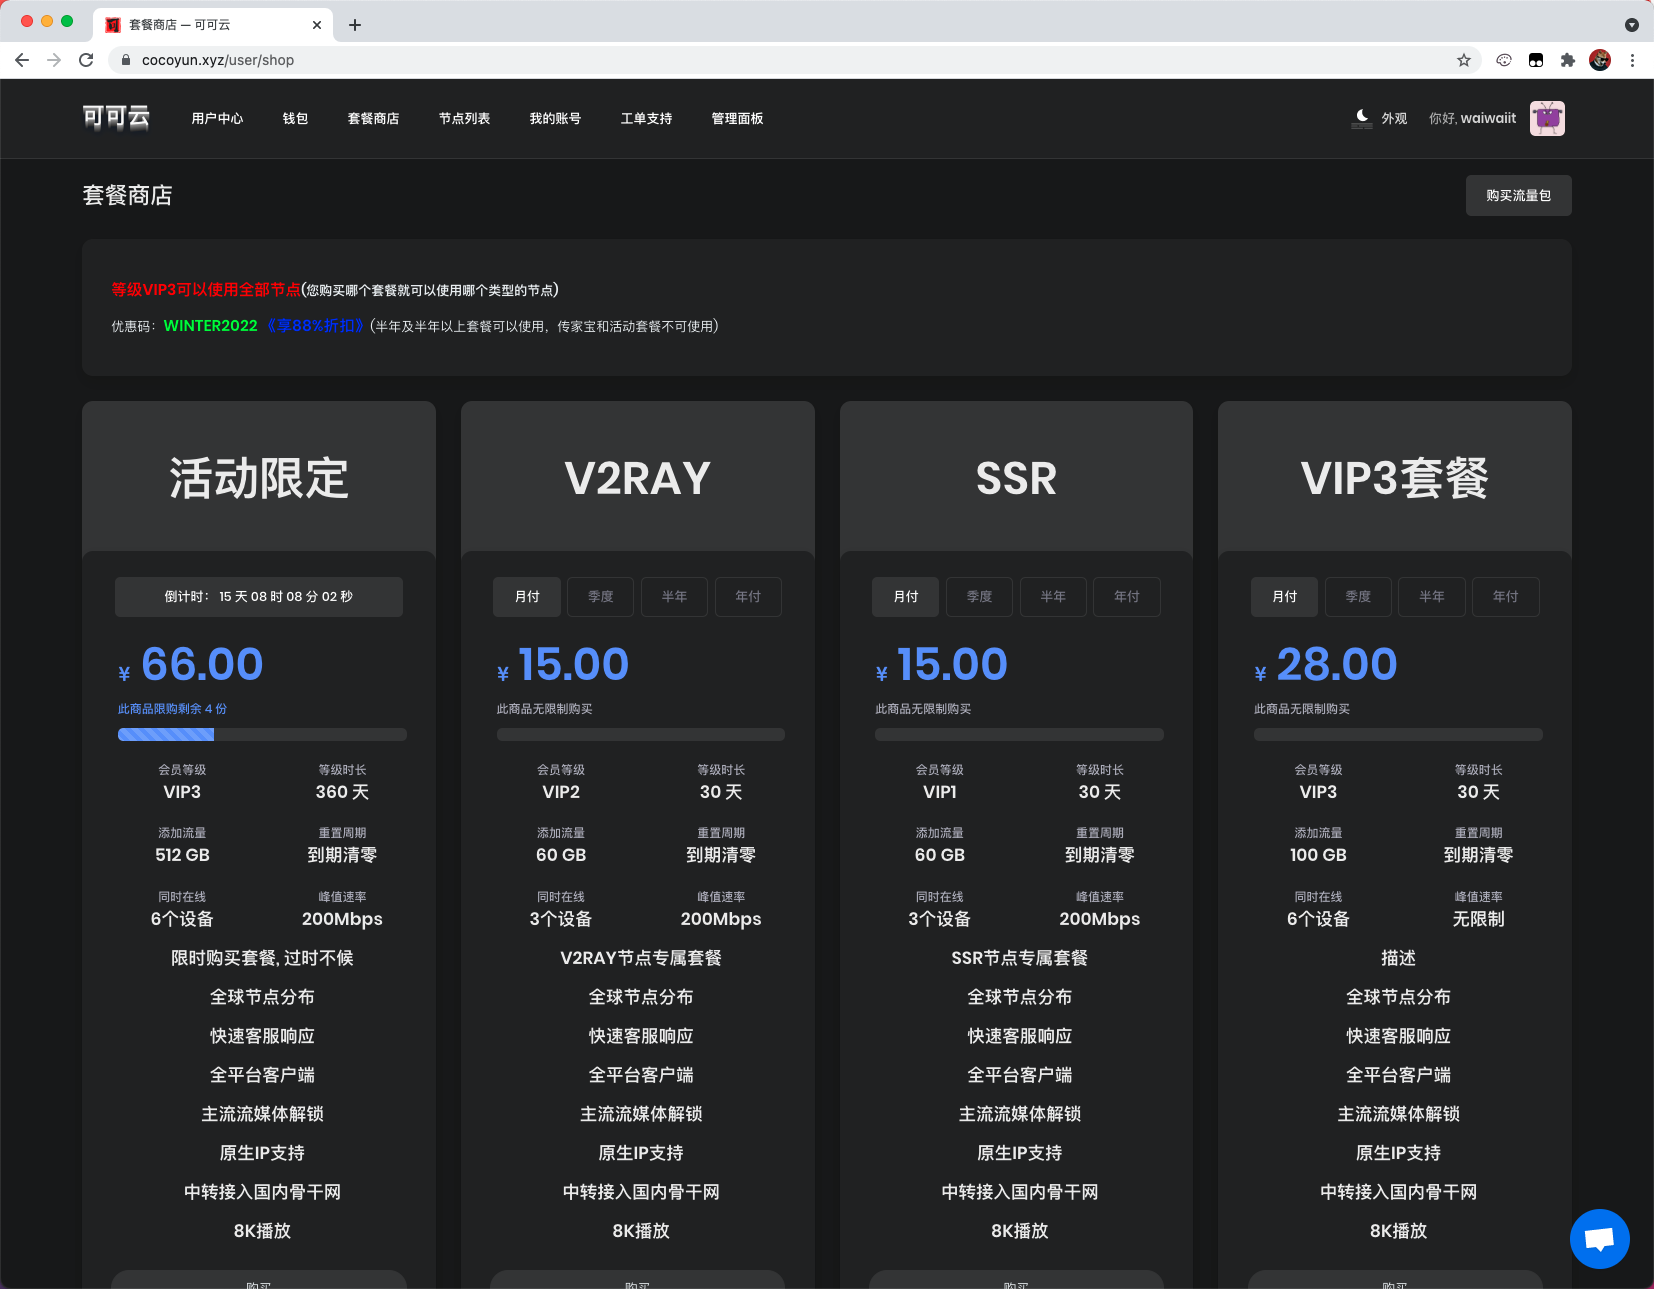 套餐商店 — 可可云
cocoyun.xyz/user/shop
可可云
用户中心 钱包 套餐商店 节点列表 我的账号 工单支持 管理面板
外观 你好, waiwaiit
套餐商店
购买流量包
等级VIP3可以使用全部节点(您购买哪个套餐就可以使用哪个类型的节点)
优惠码：WINTER2022 《享88%折扣》 (半年及半年以上套餐可以使用，传家宝和活动套餐不可使用)
活动限定
倒计时： 15 天 08 时 08 分 02 秒
¥ 66.00
此商品限购剩余 4 份
会员等级 等级时长
VIP3 360 天
添加流量 重置周期
512 GB 到期清零
同时在线 峰值速率
6个设备 200Mbps
限时购买套餐, 过时不候
全球节点分布
快速客服响应
全平台客户端
主流流媒体解锁
原生IP支持
中转接入国内骨干网
8K播放
购买
V2RAY
月付 季度 半年 年付
¥ 15.00
此商品无限制购买
会员等级 等级时长
VIP2 30 天
添加流量 重置周期
60 GB 到期清零
同时在线 峰值速率
3个设备 200Mbps
V2RAY节点专属套餐
全球节点分布
快速客服响应
全平台客户端
主流流媒体解锁
原生IP支持
中转接入国内骨干网
8K播放
购买
SSR
月付 季度 半年 年付
¥ 15.00
此商品无限制购买
会员等级 等级时长
VIP1 30 天
添加流量 重置周期
60 GB 到期清零
同时在线 峰值速率
3个设备 200Mbps
SSR节点专属套餐
全球节点分布
快速客服响应
全平台客户端
主流流媒体解锁
原生IP支持
中转接入国内骨干网
8K播放
购买
VIP3套餐
月付 季度 半年 年付
¥ 28.00
此商品无限制购买
会员等级 等级时长
VIP3 30 天
添加流量 重置周期
100 GB 到期清零
同时在线 峰值速率
6个设备 无限制
描述
全球节点分布
快速客服响应
全平台客户端
主流流媒体解锁
原生IP支持
中转接入国内骨干网
8K播放
购买